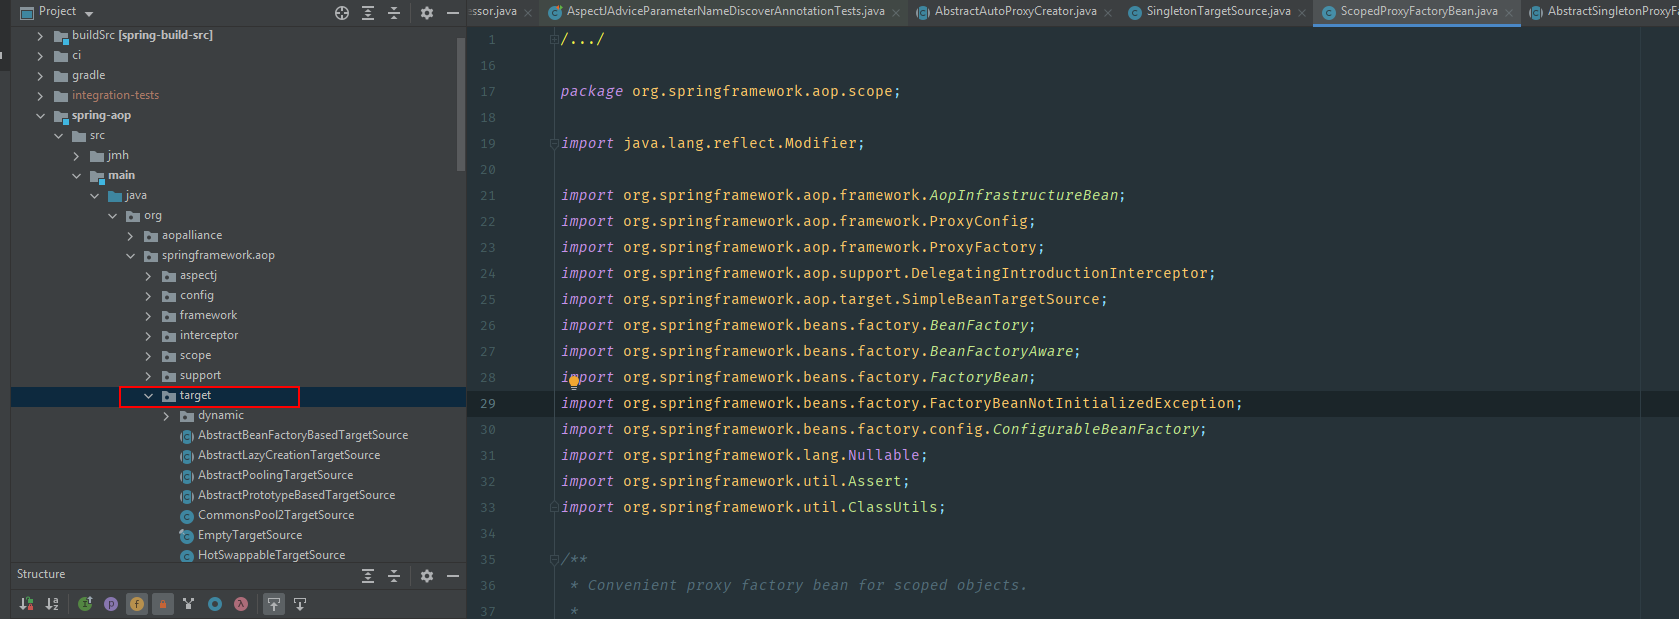 Project
buildSrc [spring-build-src]
ci
gradle
integration-tests
spring-aop
src
jmh
main
java
org
aopalliance
springframework.aop
aspectj
config
framework
interceptor
scope
support
target
dynamic
AbstractBeanFactoryBasedTargetSource
AbstractLazyCreationTargetSource
AbstractPoolingTargetSource
AbstractPrototypeBasedTargetSource
CommonsPool2TargetSource
EmptyTargetSource
HotSwappableTargetSource
Structure
ssor.java AspectJAdviceParameterNameDiscoverAnnotationTests.java AbstractAutoProxyCreator.java SingletonTargetSource.java ScopedProxyFactoryBean.java AbstractSingletonProxyFa
1 /.../
16
17 package org.springframework.aop.scope;
18
19 import java.lang.reflect.Modifier;
20
21 import org.springframework.aop.framework.AopInfrastructureBean;
22 import org.springframework.aop.framework.ProxyConfig;
23 import org.springframework.aop.framework.ProxyFactory;
24 import org.springframework.aop.support.DelegatingIntroductionInterceptor;
25 import org.springframework.aop.target.SimpleBeanTargetSource;
26 import org.springframework.beans.factory.BeanFactory;
27 import org.springframework.beans.factory.BeanFactoryAware;
28 import org.springframework.beans.factory.FactoryBean;
29 import org.springframework.beans.factory.FactoryBeanNotInitializedException;
30 import org.springframework.beans.factory.config.ConfigurableBeanFactory;
31 import org.springframework.lang.Nullable;
32 import org.springframework.util.Assert;
33 import org.springframework.util.ClassUtils;
34
35 /**
36 * Convenient proxy factory bean for scoped objects.
37 *